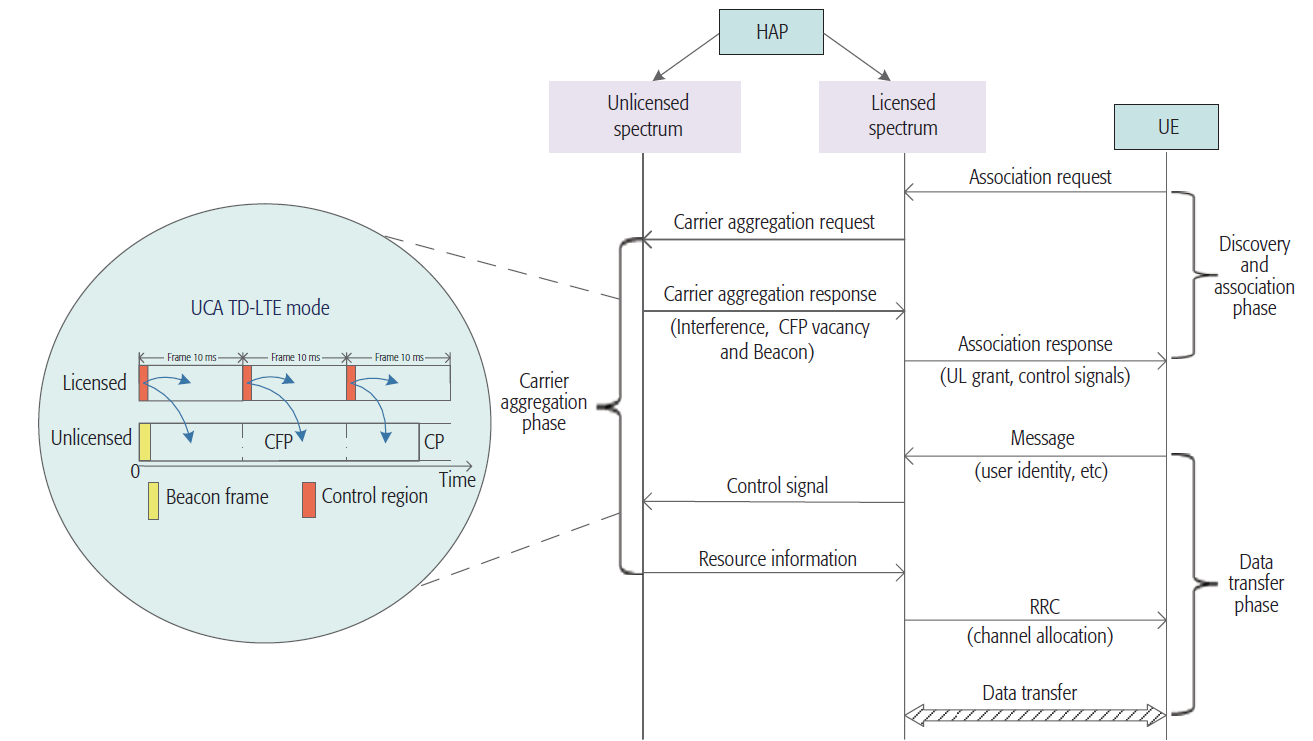 HAP
Unlicensed
spectrum
Licensed
spectrum
UE
Association request
Carrier aggregation request
Discovery
and
association
phase
Carrier aggregation response
(Interference, CFP vacancy
and Beacon)
Association response
(UL grant, control signals)
UCA TD-LTE mode
Frame 10 ms
Frame 10 ms
Frame 10 ms
Licensed
Unlicensed
CFP
CP
0
Time
Beacon frame
Control region
Carrier
aggregation
phase
Message
(user identity, etc)
Control signal
Resource information
RRC
(channel allocation)
Data
transfer
phase
Data transfer